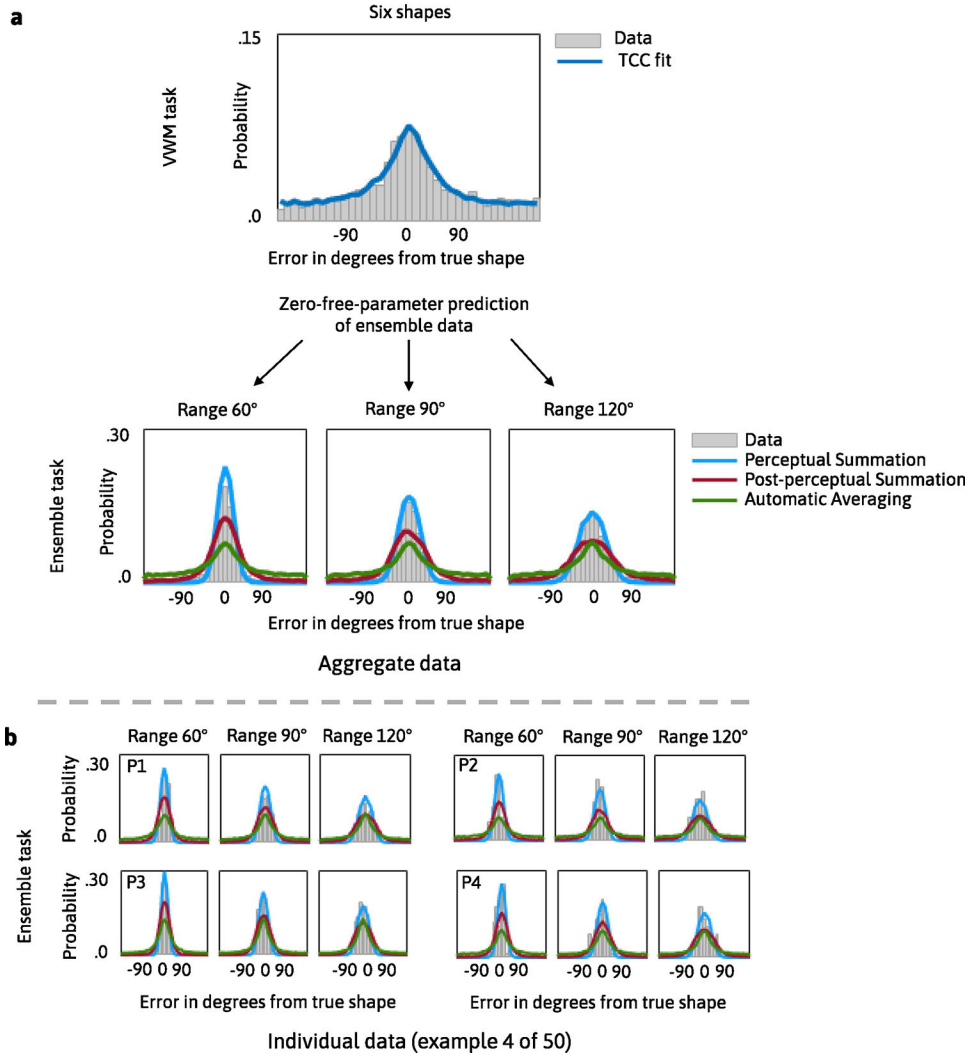 a
Six shapes
.15
Data
TCC fit
VWM task
Probability
.0
-90 0 90
Error in degrees from true shape
Zero-free-parameter prediction
of ensemble data
Range 60° Range 90° Range 120°
.30
Data
Perceptual Summation
Post-perceptual Summation
Automatic Averaging
Ensemble task
Probability
.0
-90 0 90 -90 0 90 -90 0 90
Error in degrees from true shape
Aggregate data
b
Range 60° Range 90° Range 120° Range 60° Range 90° Range 120°
.30 P1 P2
Probability
.0
Ensemble task
.30 P3 P4
Probability
.0
-90 0 90 -90 0 90 -90 0 90 -90 0 90 -90 0 90 -90 0 90
Error in degrees from true shape Error in degrees from true shape
Individual data (example 4 of 50)